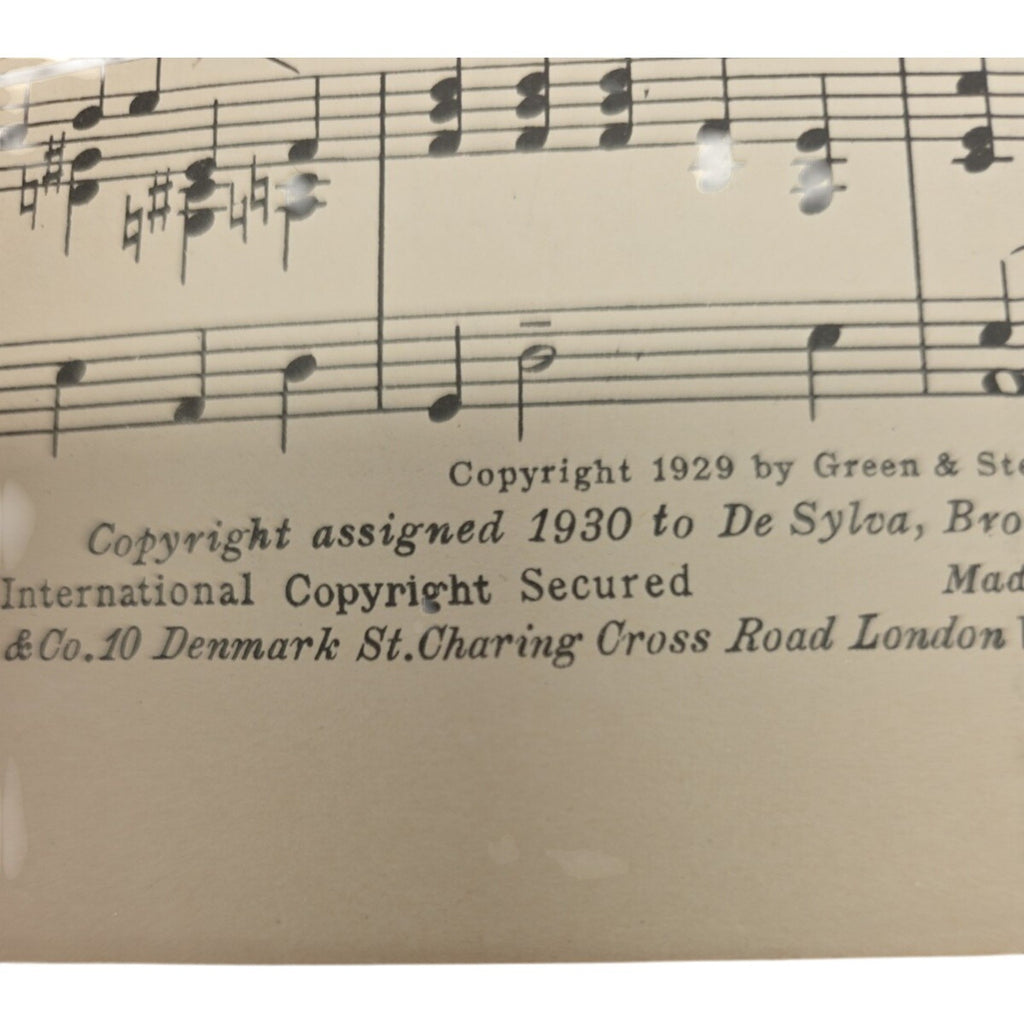 Copyright 1929 by Green & Ste
Copyright assigned 1930 to De Sylva, Bro
International Copyright Secured Mad
& Co. 10 Denmark St. Charing Cross Road London